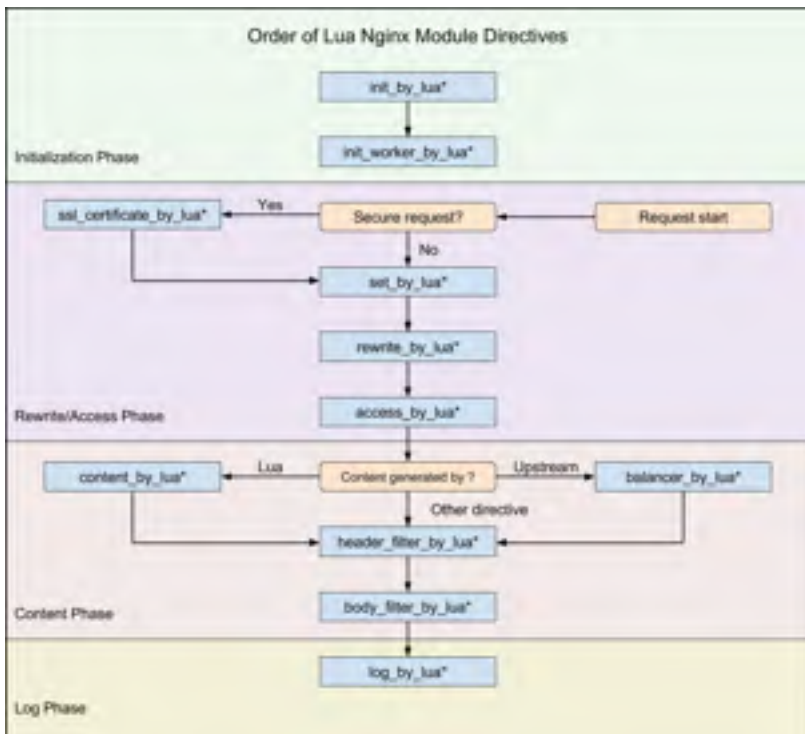 Order of Lua Nginx Module Directives
init_by_lua*
init_worker_by_lua*
Initialization Phase
ssl_certificate_by_lua*
Yes
Secure request?
Request start
No
set_by_lua*
rewrite_by_lua*
access_by_lua*
Rewrite/Access Phase
content_by_lua*
Lua
Content generated by ?
Upstream
balancer_by_lua*
Other directive
header_filter_by_lua*
body_filter_by_lua*
Content Phase
log_by_lua*
Log Phase